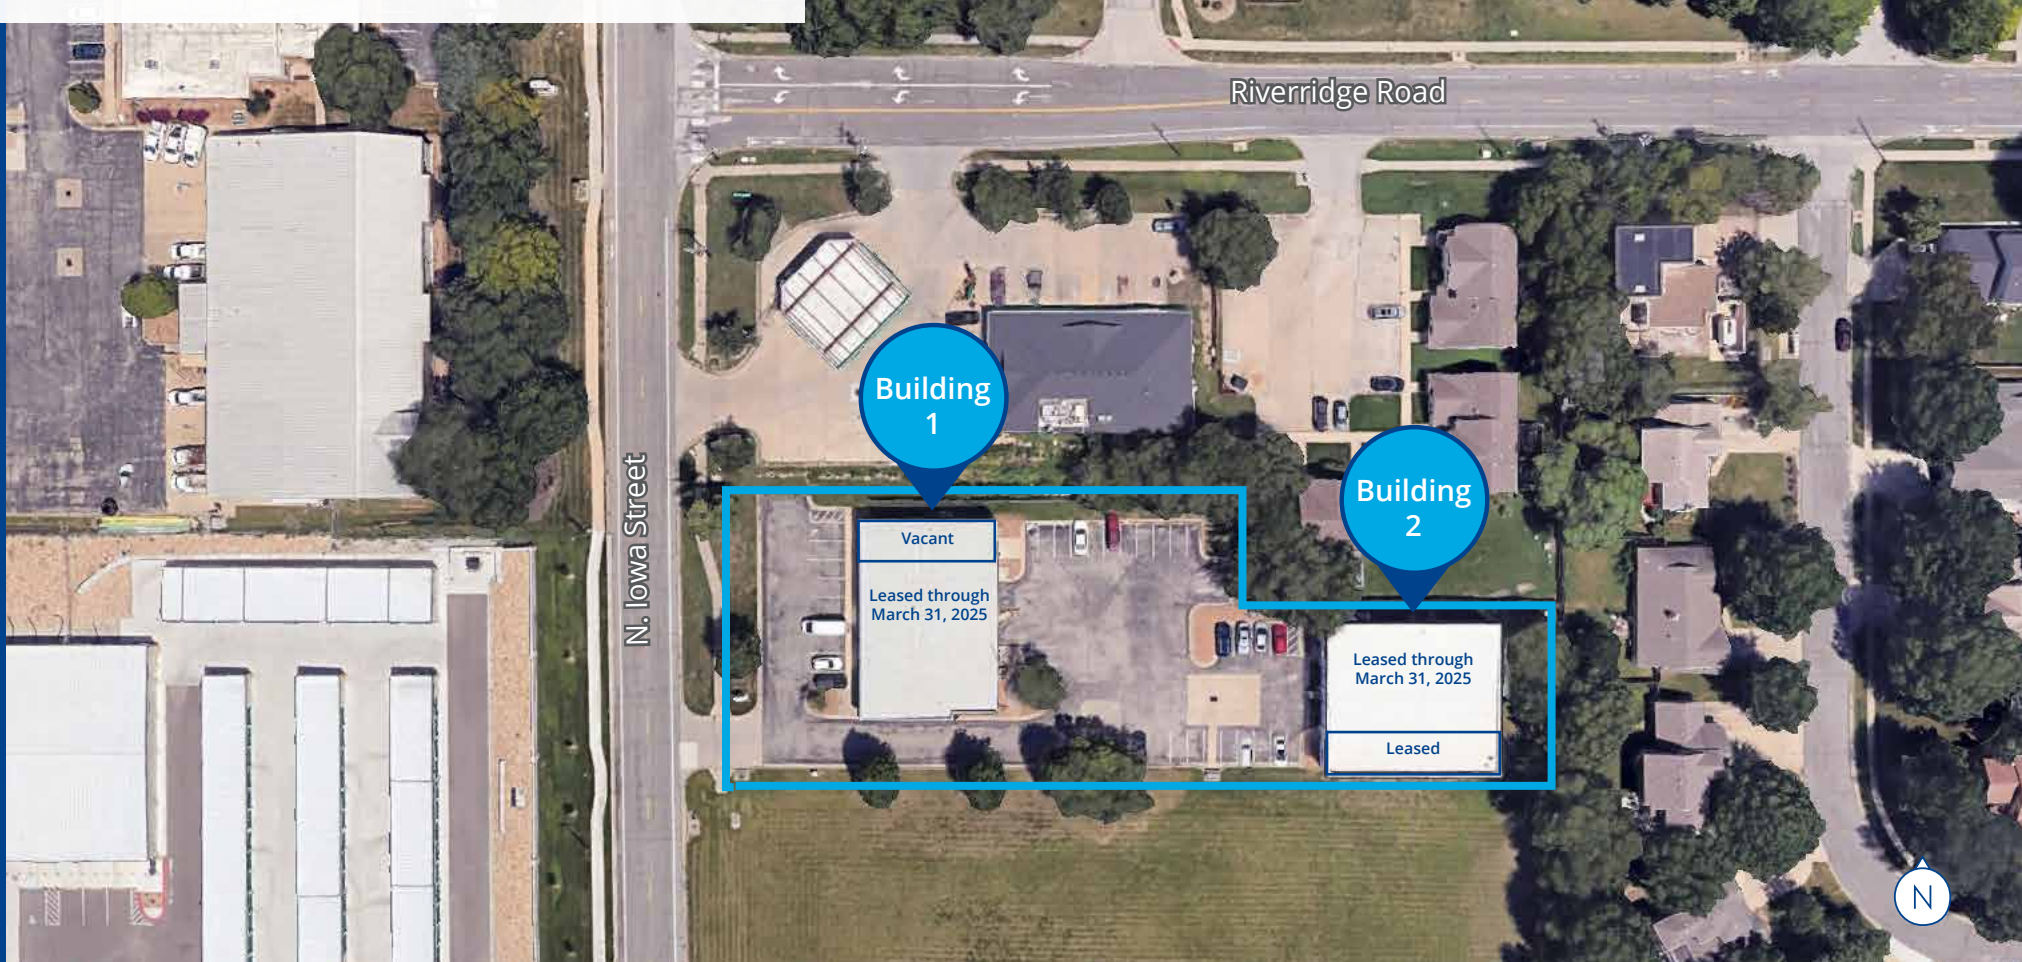 Riverridge Road
N. Iowa Street
Building
1
Building
2
Vacant
Leased through
March 31, 2025
Leased through
March 31, 2025
Leased
N